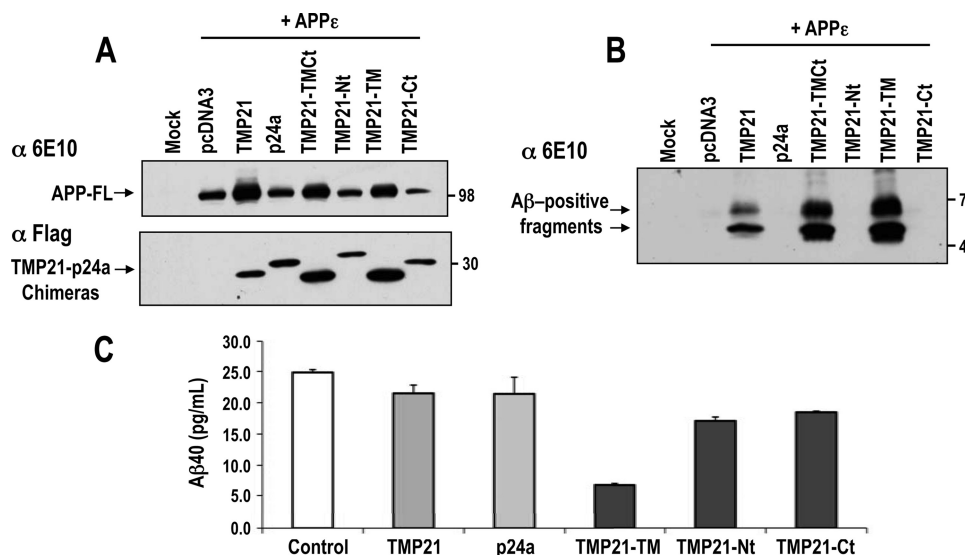 A
+ APPε
Mock
pcDNA3
TMP21
p24a
TMP21-TMCt
TMP21-Nt
TMP21-TM
TMP21-Ct
α 6E10
APP-FL
98
α Flag
TMP21-p24a
Chimeras
30
B
+ APPε
Mock
pcDNA3
TMP21
p24a
TMP21-TMCt
TMP21-Nt
TMP21-TM
TMP21-Ct
α 6E10
Aβ–positive
fragments
7
4
C
Aβ40 (pg/mL)
30.0
25.0
20.0
15.0
10.0
5.0
0.0
Control
TMP21
p24a
TMP21-TM
TMP21-Nt
TMP21-Ct